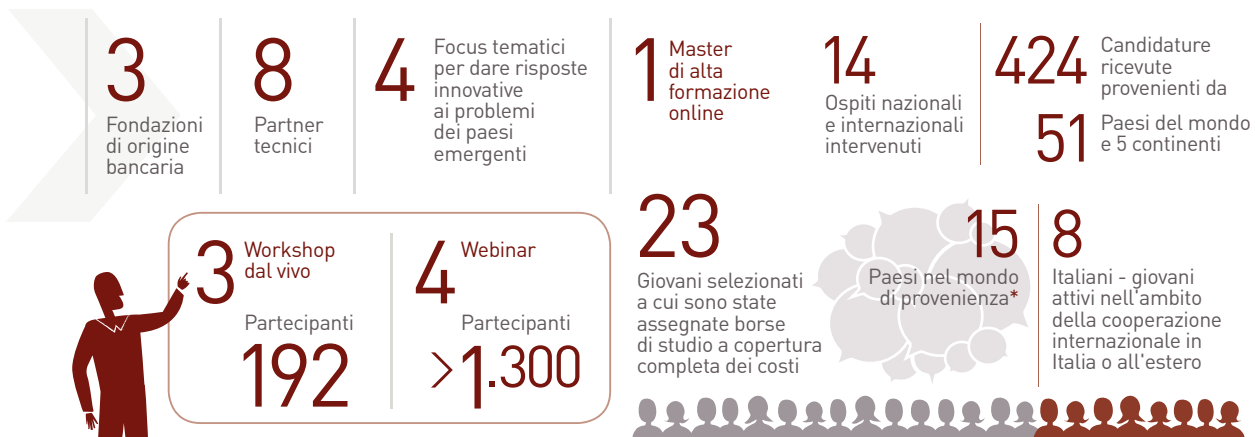 3
Fondazioni
di origine
bancaria
8
Partner
tecnici
4
Focus tematici
per dare risposte
innovative
ai problemi
dei paesi
emergenti
1
Master
di alta
formazione
online
14
Ospiti nazionali
e internazionali
intervenuti
424
Candidature
ricevute
provenienti da
51
Paesi del mondo
e 5 continenti
3
Workshop
dal vivo
Partecipanti
192
4
Webinar
Partecipanti
>1.300
23
Giovani selezionati
a cui sono state
assegnate borse
di studio a copertura
completa dei costi
15
Paesi nel mondo
di provenienza*
8
Italiani - giovani
attivi nell'ambito
della cooperazione
internazionale in
Italia o all'estero